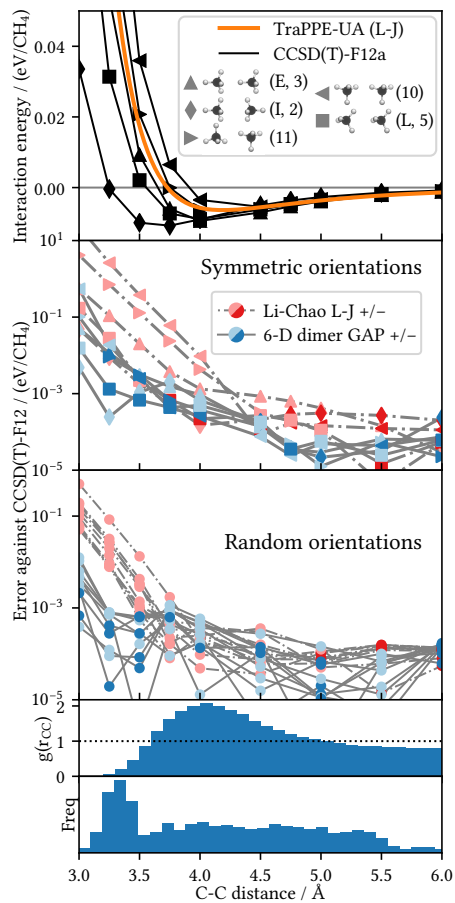 Interaction energy / (eV/CH₄)
0.04
0.02
0.00
TraPPE-UA (L-J)
CCSD(T)-F12a
(E, 3)
(10)
(I, 2)
(L, 5)
(11)
Error against CCSD(T)-F12 / (eV/CH₄)
10¹
10⁻¹
10⁻³
10⁻⁵
Symmetric orientations
Li-Chao L-J +/−
6-D dimer GAP +/−
10⁻¹
10⁻³
10⁻⁵
Random orientations
g(r_CC)
2
1
0
Freq
3.0 3.5 4.0 4.5 5.0 5.5 6.0
C-C distance / Å